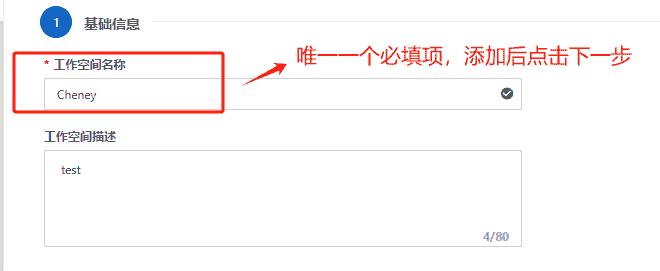 1 基础信息
* 工作空间名称
唯一一个必填项，添加后点击下一步
Cheney
工作空间描述
test
4/80